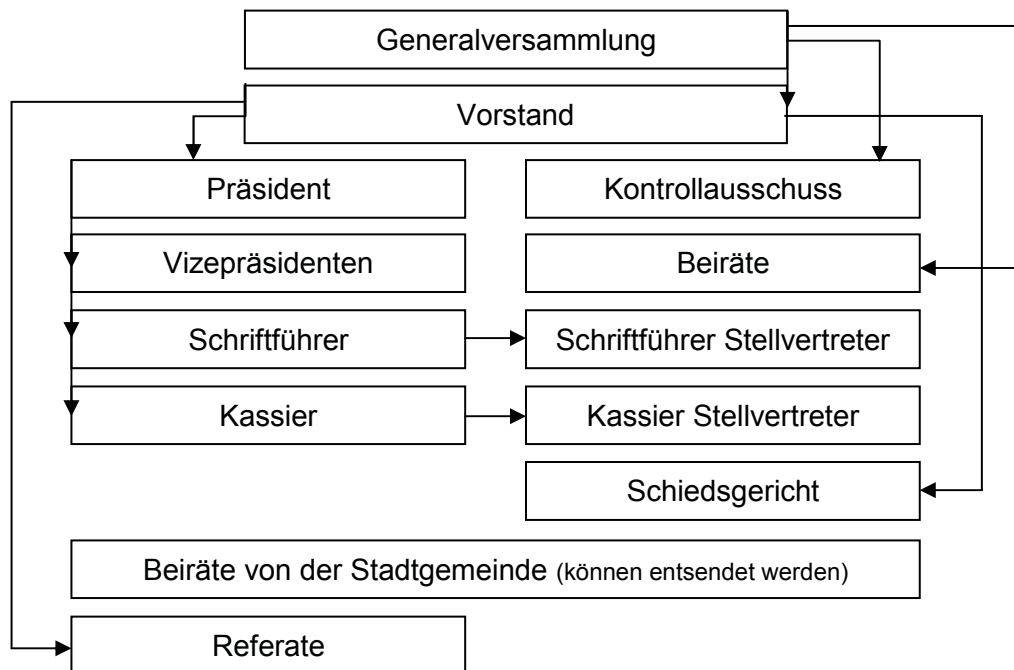 Generalversammlung
Vorstand
Präsident
Kontrollausschuss
Vizepräsidenten
Beiräte
Schriftführer
Schriftführer Stellvertreter
Kassier
Kassier Stellvertreter
Schiedsgericht
Beiräte von der Stadtgemeinde (können entsendet werden)
Referate